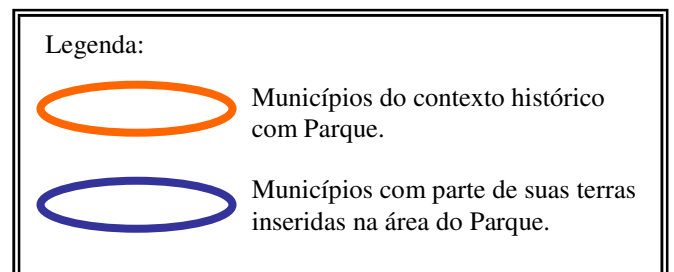 Legenda:
Municípios do contexto histórico
com Parque.
Municípios com parte de suas terras
inseridas na área do Parque.